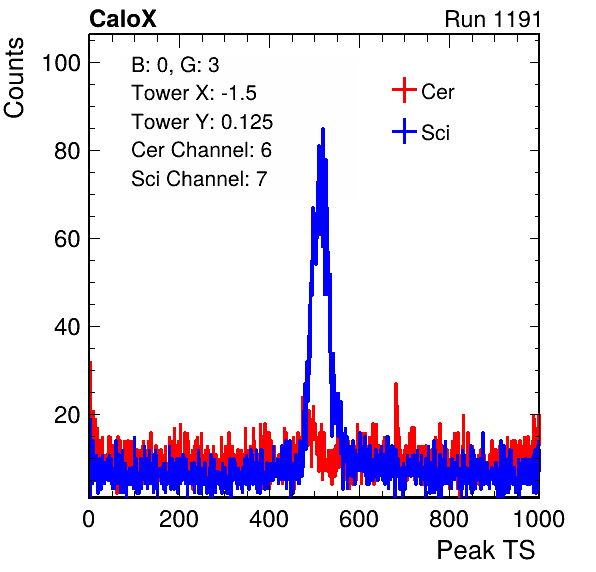 CaloX Run 1191
Counts
100
80
60
40
20
B: 0, G: 3
Tower X: -1.5
Tower Y: 0.125
Cer Channel: 6
Sci Channel: 7
Cer
Sci
0 200 400 600 800 1000
Peak TS